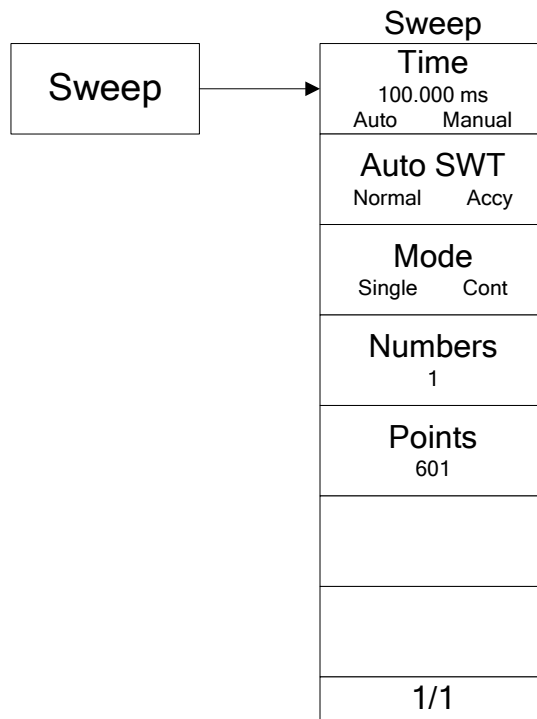 Sweep
Sweep
Time
100.000 ms
Auto Manual
Auto SWT
Normal Accy
Mode
Single Cont
Numbers
1
Points
601
1/1